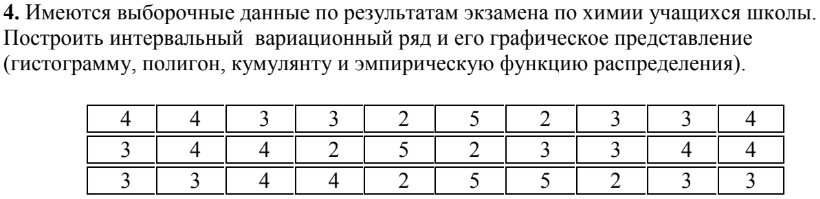 4. Имеются выборочные данные по результатам экзамена по химии учащихся школы.
Построить интервальный вариационный ряд и его графическое представление
(гистограмму, полигон, кумулянту и эмпирическую функцию распределения).
4 4 3 3 2 5 2 3 3 4
3 4 4 2 5 2 3 3 4 4
3 3 4 4 2 5 5 2 3 3